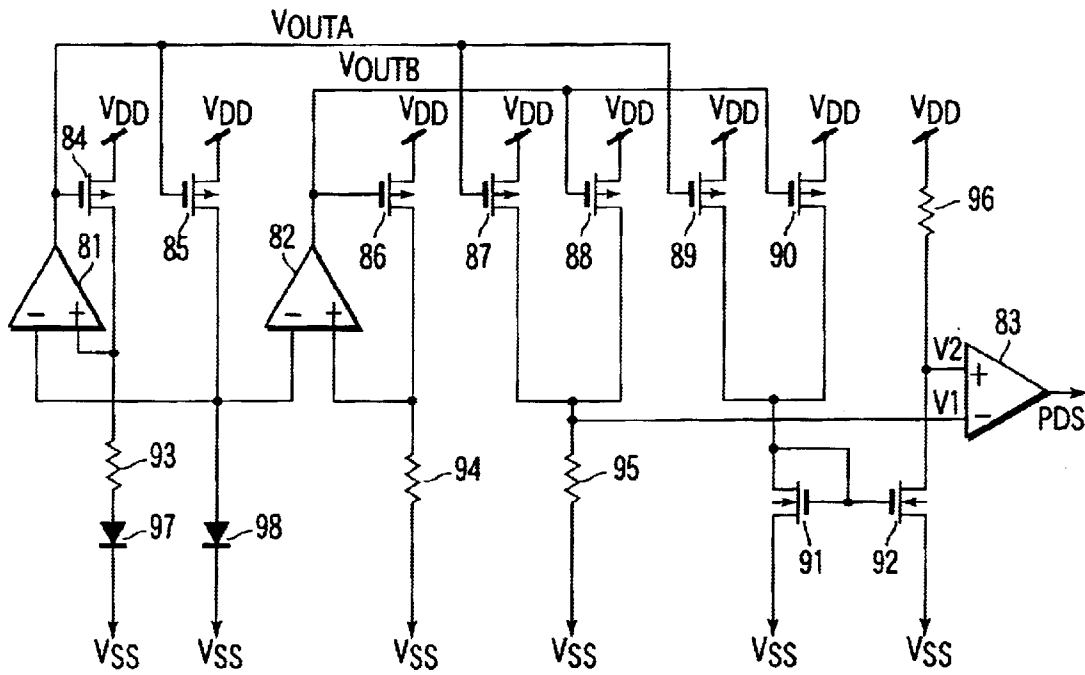 VOUTA
VOUTB
VDD VDD VDD VDD VDD VDD VDD VDD
84
85
86
87
88
89
90
96
81
82
83
- +
- +
V2 +
V1 -
PDS
93
94
95
97
98
91
92
VSS VSS VSS VSS VSS VSS